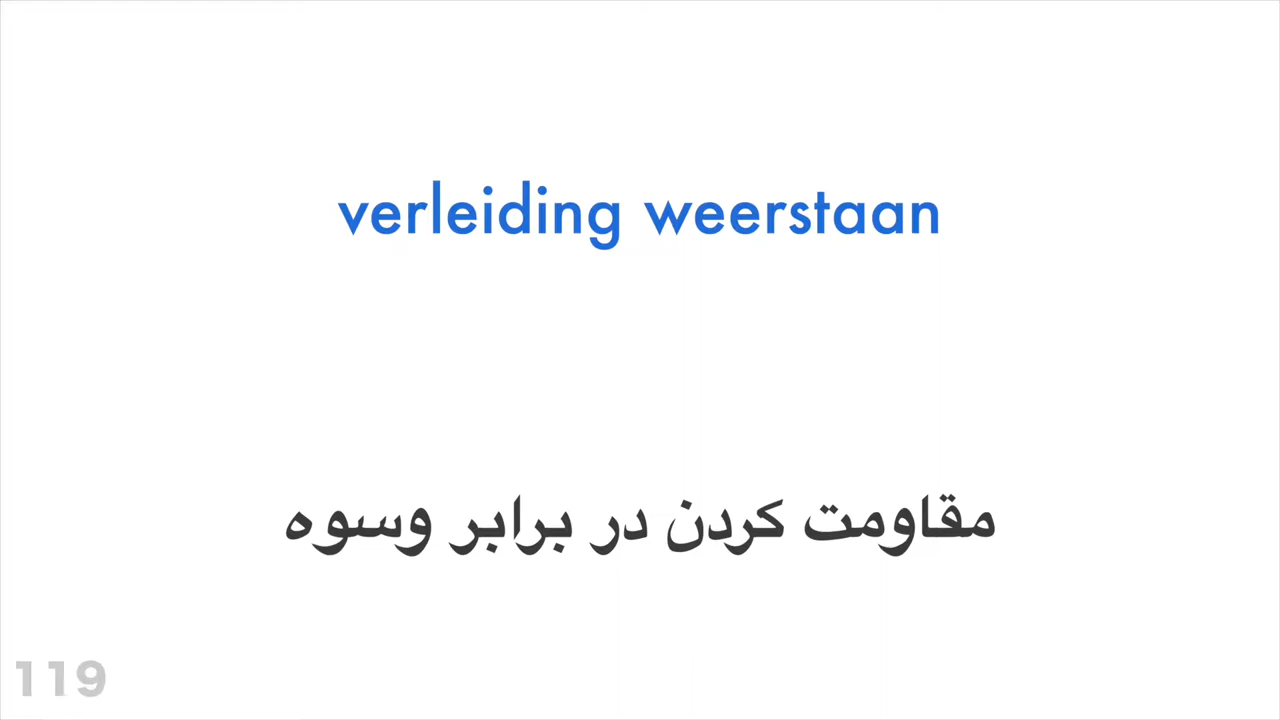 verleiding weerstaan
مقاومت کردن در برابر وسوه
119